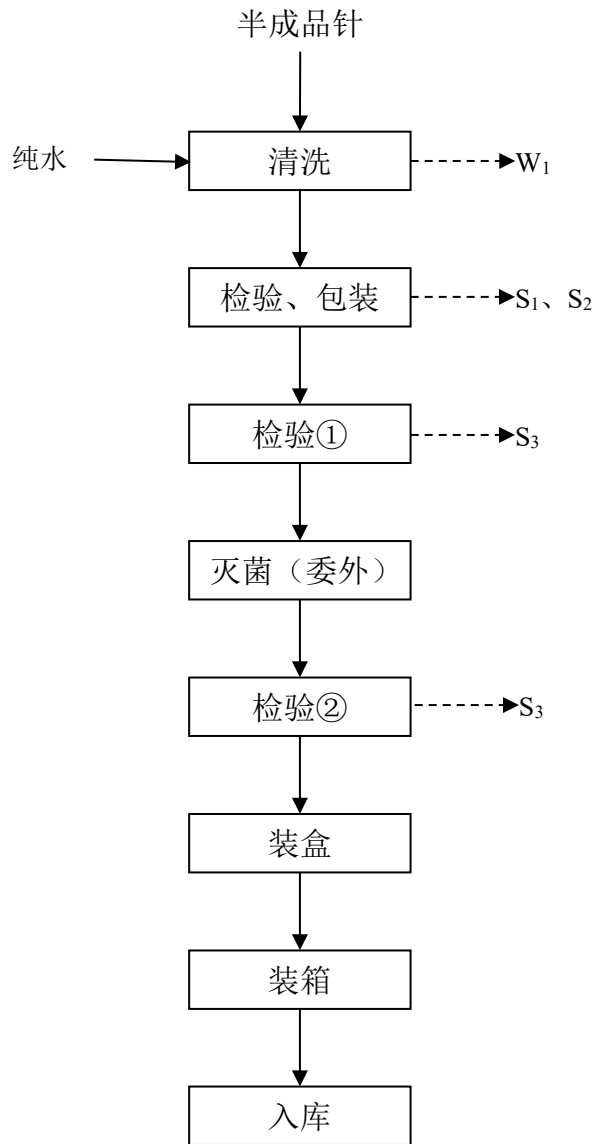 半成品针
纯水
清洗
W₁
检验、包装
S₁、S₂
检验①
S₃
灭菌（委外）
检验②
S₃
装盒
装箱
入库